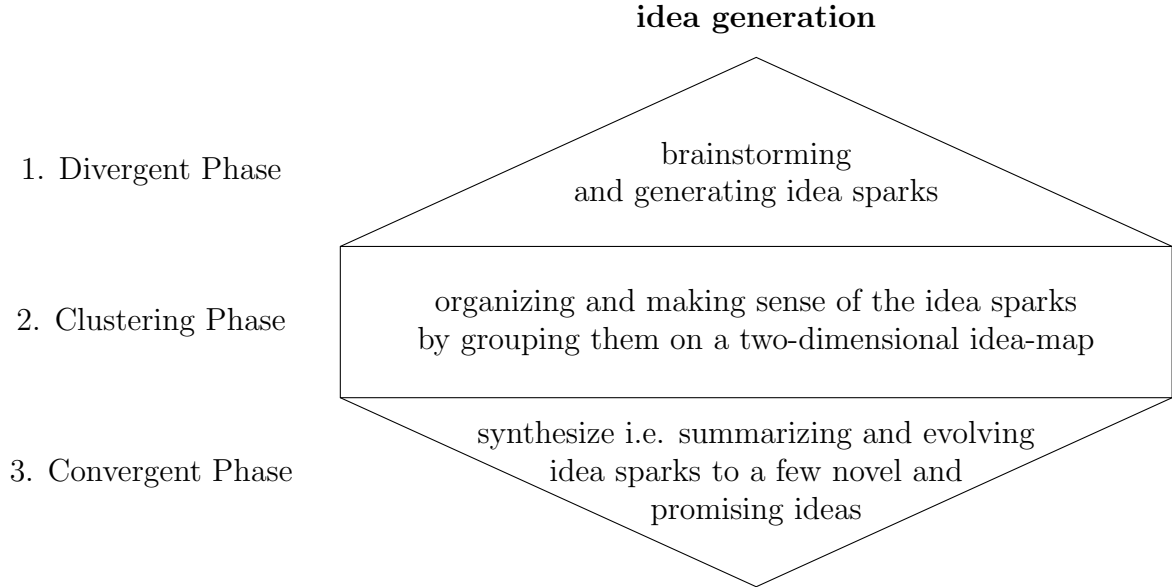 idea generation
1. Divergent Phase
brainstorming
and generating idea sparks
2. Clustering Phase
organizing and making sense of the idea sparks
by grouping them on a two-dimensional idea-map
3. Convergent Phase
synthesize i.e. summarizing and evolving
idea sparks to a few novel and
promising ideas